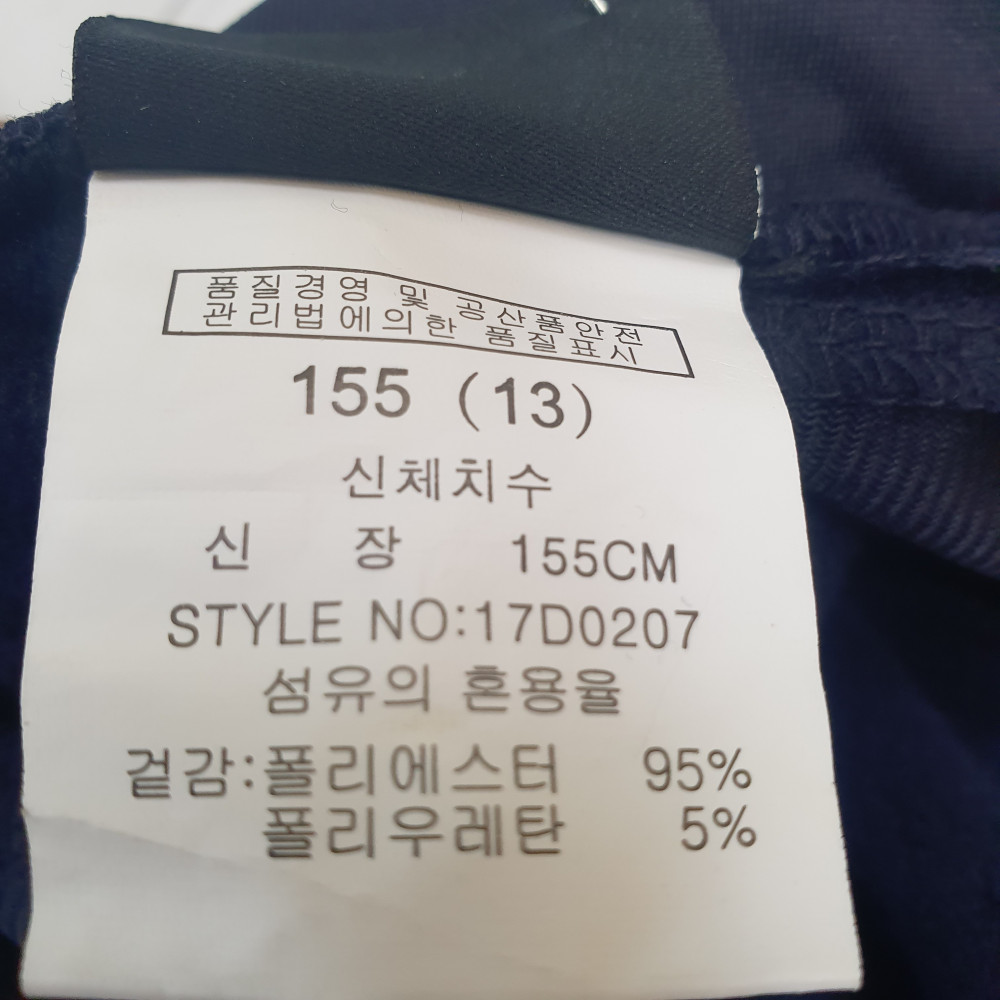 품질경영 및 공산품안전
관리법에의한 품질표시
155 (13)
신체치수
신 장 155CM
STYLE NO:17D0207
섬유의 혼용율
겉감:폴리에스터 95%
폴리우레탄 5%